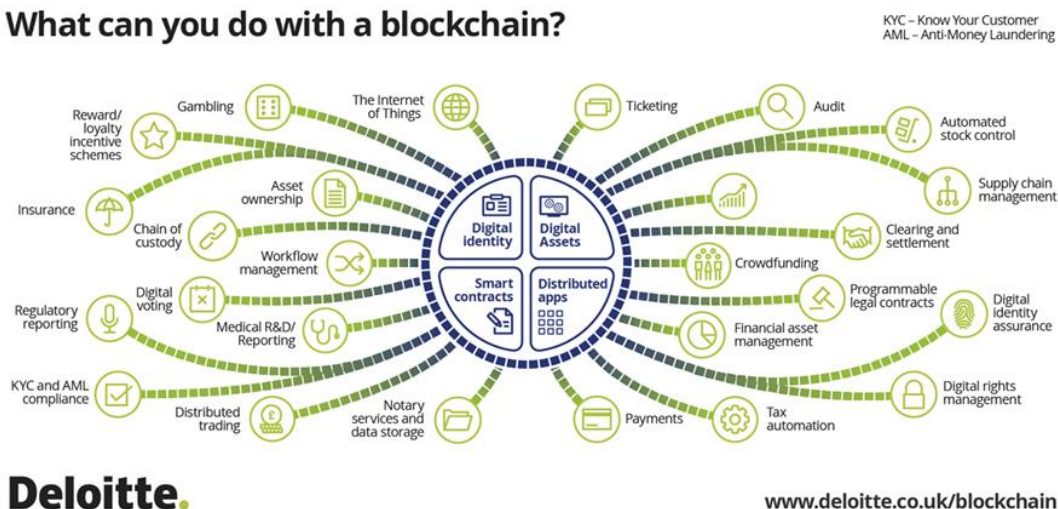 What can you do with a blockchain?
KYC – Know Your Customer
AML – Anti-Money Laundering
Gambling
The Internet
of Things
Ticketing
Audit
Reward/
loyalty
incentive
schemes
Automated
stock control
Asset
ownership
Supply chain
management
Insurance
Chain of
custody
Digital
identity
Digital
Assets
Clearing and
settlement
Workflow
management
Crowdfunding
Smart
contracts
Distributed
apps
Digital
voting
Programmable
legal contracts
Regulatory
reporting
Digital
identity
assurance
Medical R&D/
Reporting
Financial asset
management
KYC and AML
compliance
Digital rights
management
Distributed
trading
£
Notary
services and
data storage
Payments
Tax
automation
Deloitte.
www.deloitte.co.uk/blockchain